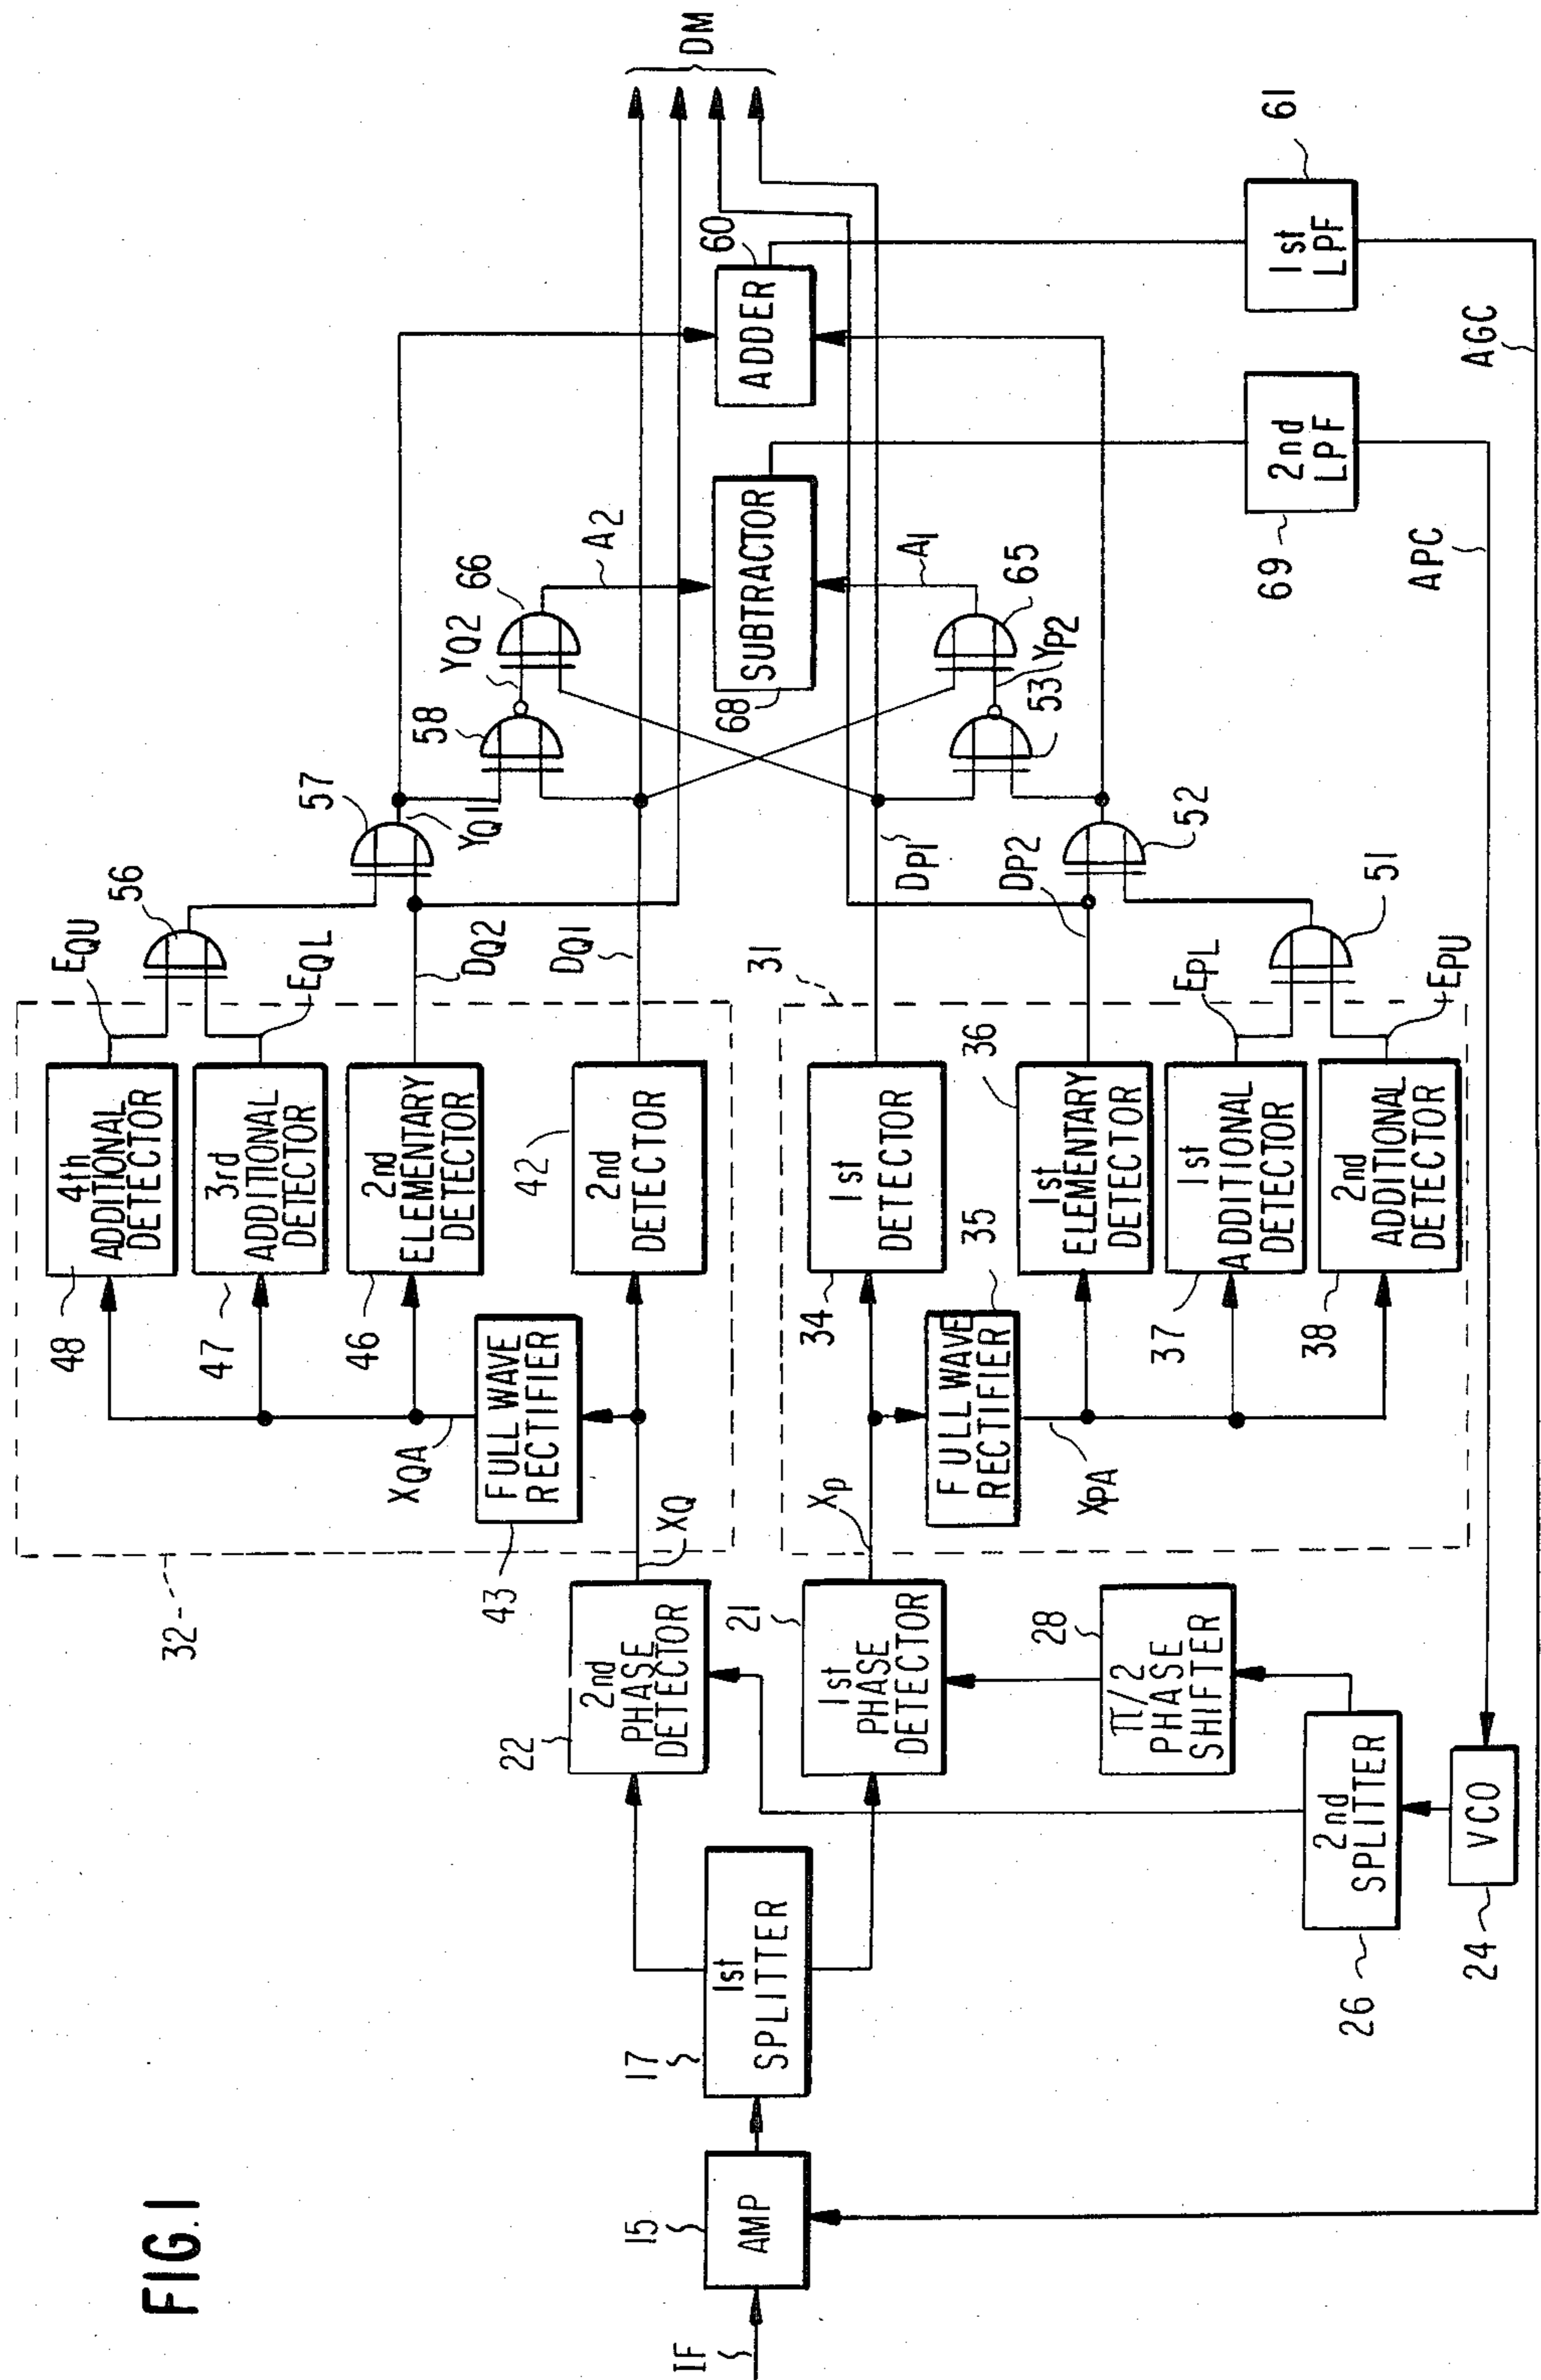 FIG.1
IF
15
AMP
17
1st
SPLITTER
22
2nd
PHASE
DETECTOR
21
1st
PHASE
DETECTOR
28
π/2
PHASE
SHIFTER
26
2nd
SPLITTER
24
VCO
32
XQ
43
FULL WAVE
RECTIFIER
XQA
48
4th
ADDITIONAL
DETECTOR
47
3rd
ADDITIONAL
DETECTOR
46
2nd
ELEMENTARY
DETECTOR
42
2nd
DETECTOR
31
XP
34
1st
DETECTOR
35
FULL WAVE
RECTIFIER
XPA
36
1st
ELEMENTARY
DETECTOR
37
1st
ADDITIONAL
DETECTOR
38
2nd
ADDITIONAL
DETECTOR
EQU
EQL
DQ2
DQ1
DP1
DP2
EPL
EPU
56
57
YQ1
58
YQ2
66
A2
51
52
53
YP2
65
A1
68
SUBTRACTOR
60
ADDER
DM
69
2nd
LPF
61
1st
LPF
APC
AGC